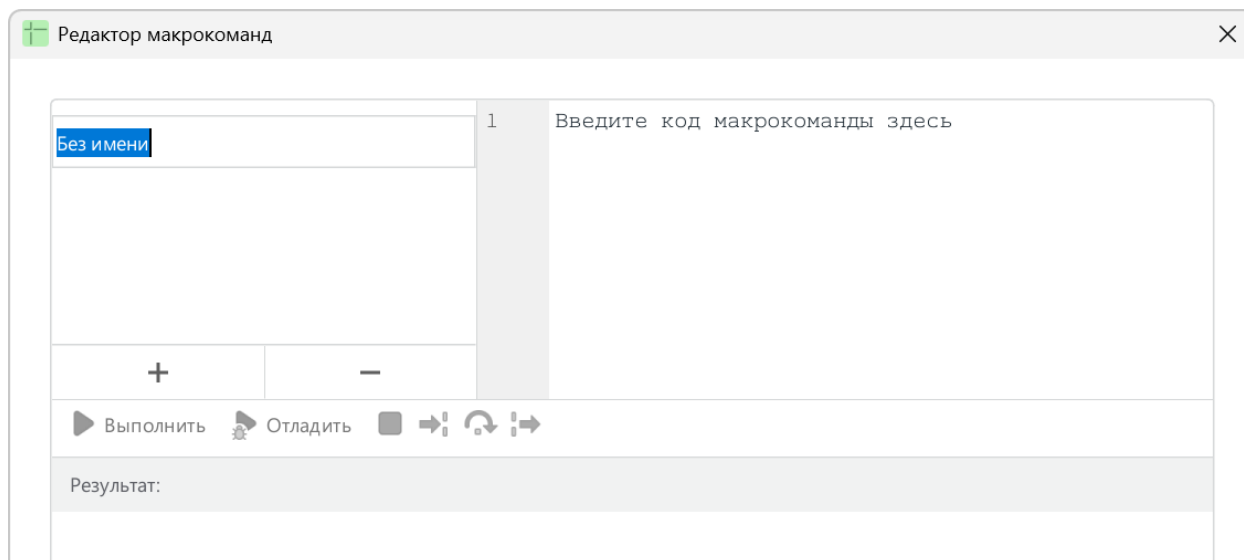 Редактор макрокоманд
Без имени
1 Введите код макрокоманды здесь
+ −
Выполнить Отладить
Результат: